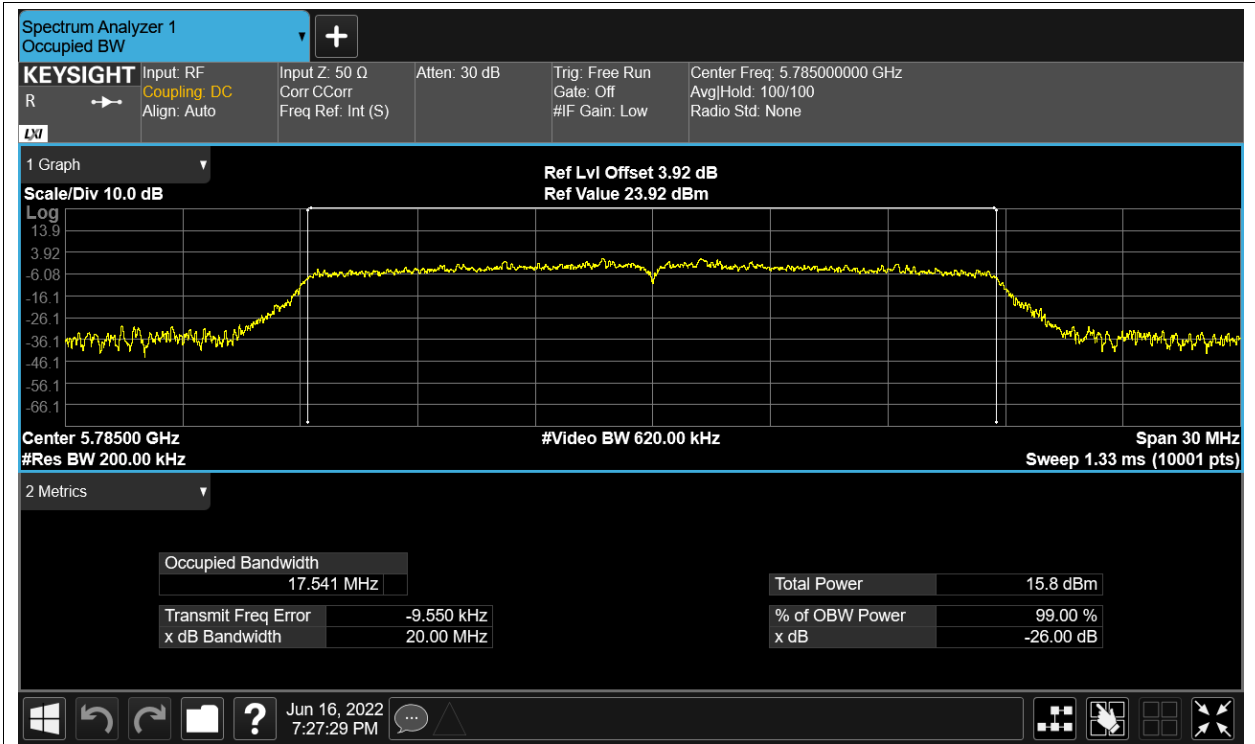 Spectrum Analyzer 1
Occupied BW
KEYSIGHT
R
LXI
Input: RF
Coupling: DC
Align: Auto
Input Z: 50 Ω
Corr CCorr
Freq Ref: Int (S)
Atten: 30 dB
Trig: Free Run
Gate: Off
#IF Gain: Low
Center Freq: 5.785000000 GHz
Avg|Hold: 100/100
Radio Std: None
1 Graph
Scale/Div 10.0 dB
Ref Lvl Offset 3.92 dB
Ref Value 23.92 dBm
Log
13.9
3.92
-6.08
-16.1
-26.1
-36.1
-46.1
-56.1
-66.1
Center 5.78500 GHz
#Res BW 200.00 kHz
#Video BW 620.00 kHz
Span 30 MHz
Sweep 1.33 ms (10001 pts)
2 Metrics
Occupied Bandwidth
17.541 MHz
Transmit Freq Error -9.550 kHz
x dB Bandwidth 20.00 MHz
Total Power 15.8 dBm
% of OBW Power 99.00 %
x dB -26.00 dB
?
Jun 16, 2022
7:27:29 PM